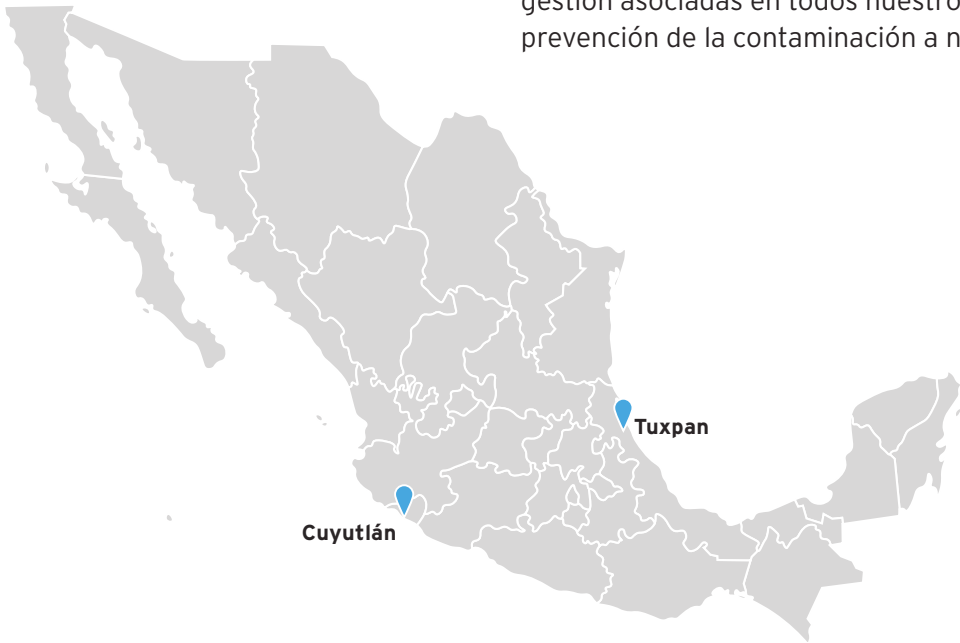 gestión asociadas en todos nuestro
prevención de la contaminación a n
Tuxpan
Cuyutlán